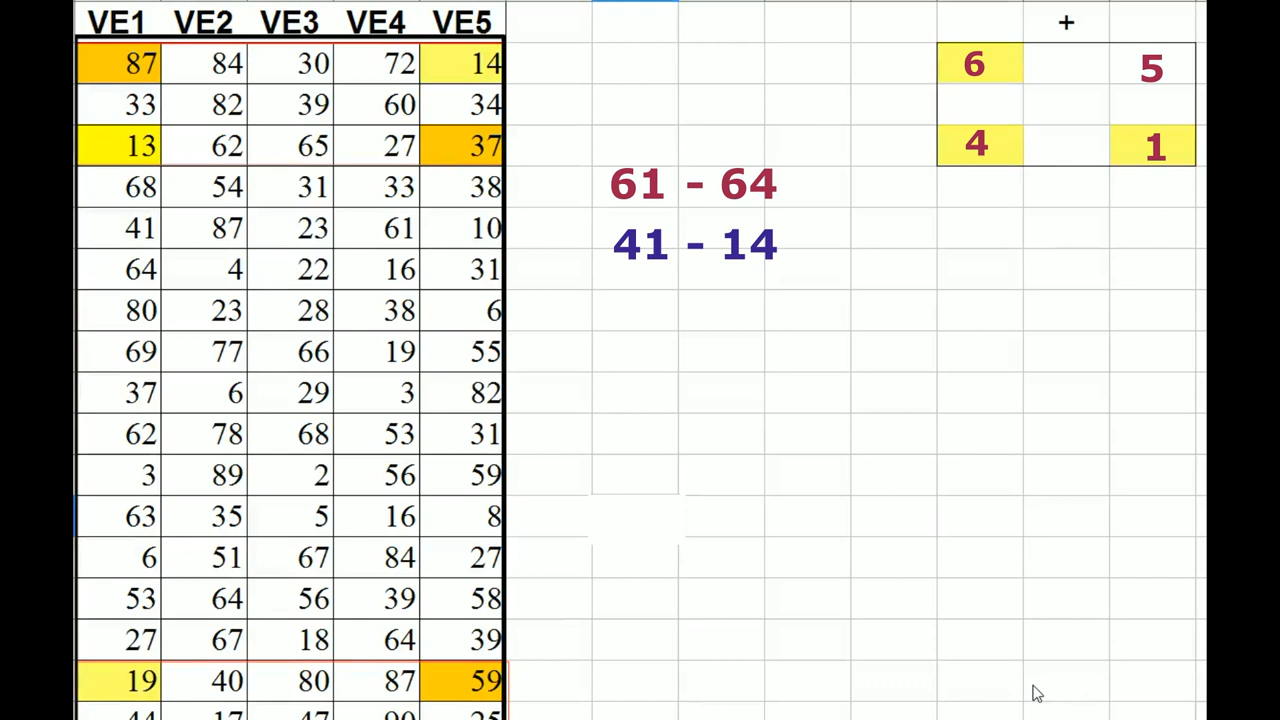 VE1 VE2 VE3 VE4 VE5 +
87 84 30 72 14 6 5
33 82 39 60 34
13 62 65 27 37 4 1
68 54 31 33 38 61 - 64
41 87 23 61 10 41 - 14
64 4 22 16 31
80 23 28 38 6
69 77 66 19 55
37 6 29 3 82
62 78 68 53 31
3 89 2 56 59
63 35 5 16 8
6 51 67 84 27
53 64 56 39 58
27 67 18 64 39
19 40 80 87 59